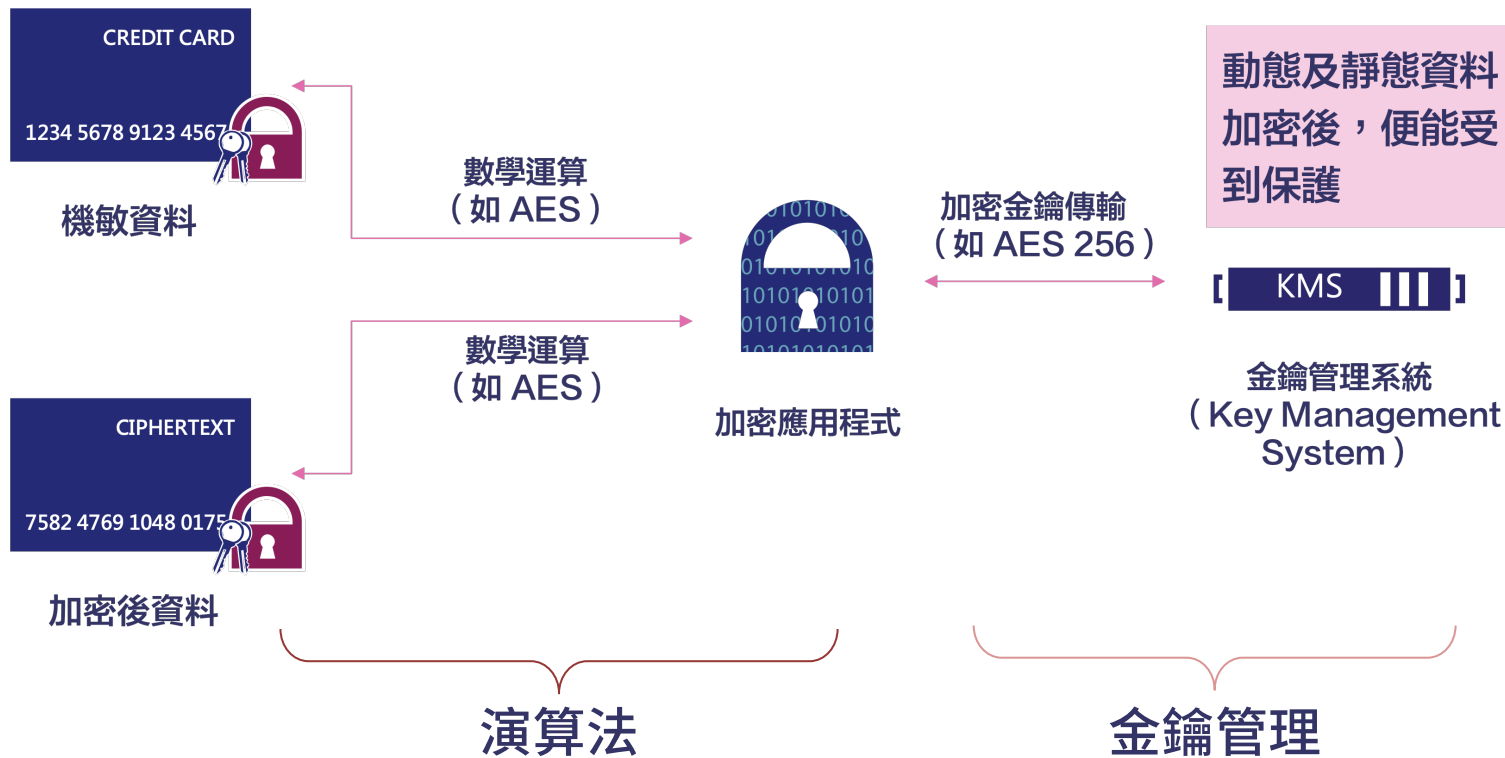 CREDIT CARD
1234 5678 9123 4567
機敏資料
數學運算
（如 AES）
數學運算
（如 AES）
CIPHERTEXT
7582 4769 1048 0175
加密後資料
010101010
加密應用程式
加密金鑰傳輸
（如 AES 256）
動態及靜態資料
加密後，便能受
到保護
KMS
金鑰管理系統
（Key Management
System）
演算法
金鑰管理